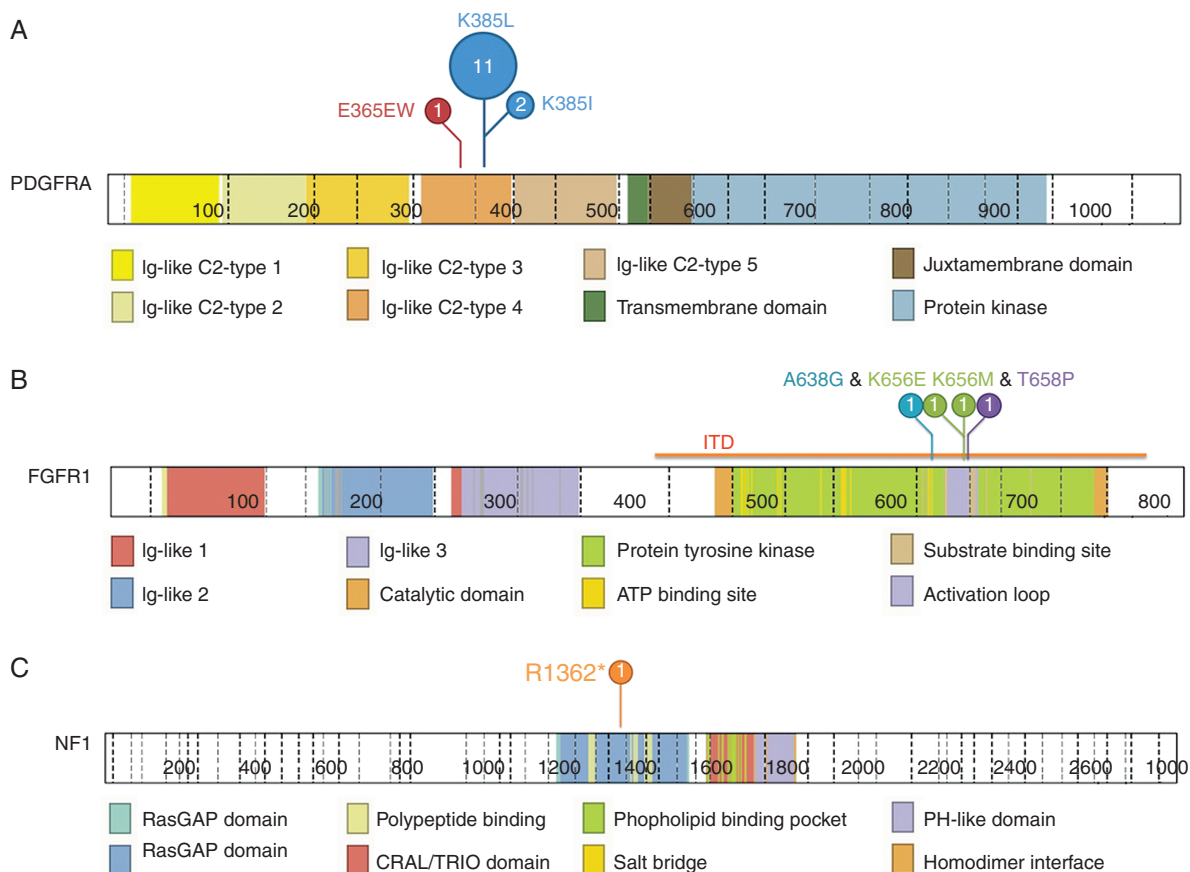 A
K385L
11
E365EW 1 2 K385I
PDGFRA
100 200 300 400 500 600 700 800 900 1000
Ig-like C2-type 1 Ig-like C2-type 3 Ig-like C2-type 5 Juxtamembrane domain
Ig-like C2-type 2 Ig-like C2-type 4 Transmembrane domain Protein kinase
B
A638G & K656E K656M & T658P
1 1 1 1
ITD
FGFR1
100 200 300 400 500 600 700 800
Ig-like 1 Ig-like 3 Protein tyrosine kinase Substrate binding site
Ig-like 2 Catalytic domain ATP binding site Activation loop
C
R1362* 1
NF1
200 400 600 800 1000 1200 1400 1600 1800 2000 2200 2400 2600 1000
RasGAP domain Polypeptide binding Phopholipid binding pocket PH-like domain
RasGAP domain CRAL/TRIO domain Salt bridge Homodimer interface